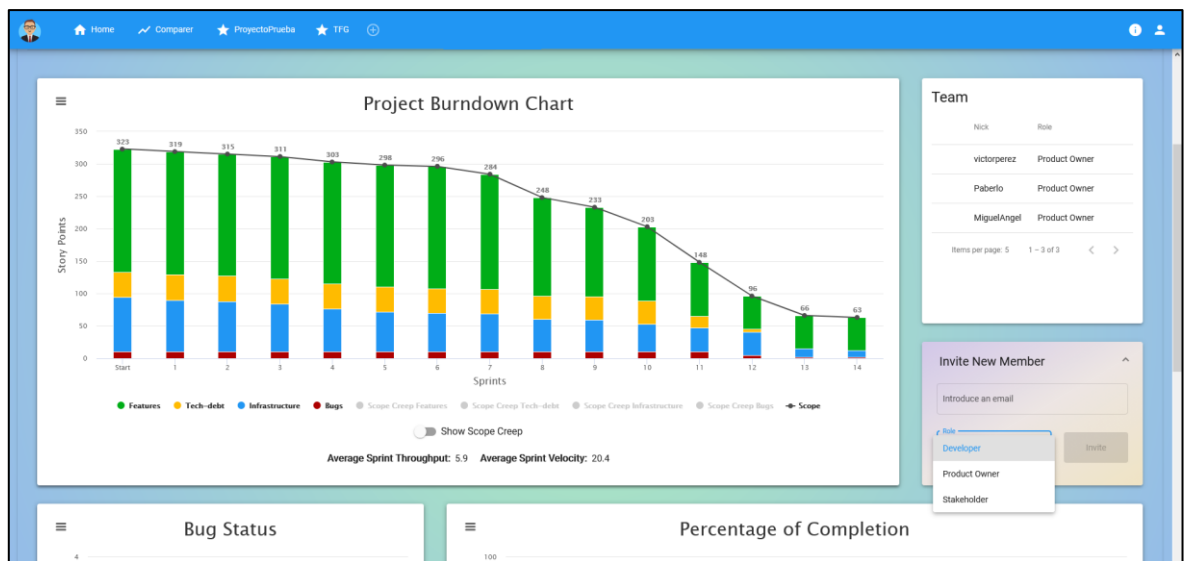 Home Comparer ProyectoPrueba TFG
Project Burndown Chart
350
300
250
200
150
100
50
0
Story Points
323 319 315 311 303 298 296 284 248 233 203 148 96 66 63
Start 1 2 3 4 5 6 7 8 9 10 11 12 13 14
Sprints
Features Tech-debt Infrastructure Bugs Scope Creep Features Scope Creep Tech-debt Scope Creep Infrastructure Scope Creep Bugs Scope
Show Scope Creep
Average Sprint Throughput: 5.9 Average Sprint Velocity: 20.4
Team
Nick Role
victorperez Product Owner
Paberlo Product Owner
MiguelAngel Product Owner
Items per page: 5 1 – 3 of 3
Invite New Member
Introduce an email
Role
Developer
Product Owner
Stakeholder
Invite
Bug Status
4
Percentage of Completion
100